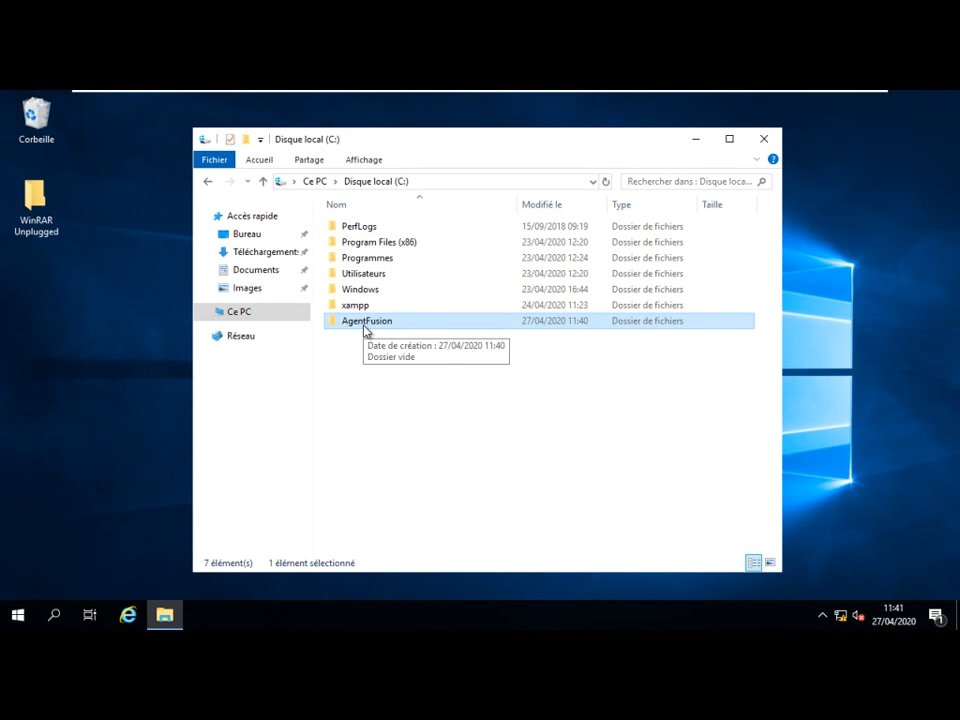 Corbeille
WinRAR
Unplugged
Disque local (C:)
Fichier
Accueil
Partage
Affichage
Ce PC > Disque local (C:)
Rechercher dans : Disque loca...
Nom
Modifié le
Type
Taille
Accès rapide
Bureau
Téléchargement:
Documents
Images
Ce PC
Réseau
PerfLogs 15/09/2018 09:19 Dossier de fichiers
Program Files (x86) 23/04/2020 12:20 Dossier de fichiers
Programmes 23/04/2020 12:24 Dossier de fichiers
Utilisateurs 23/04/2020 12:20 Dossier de fichiers
Windows 23/04/2020 16:44 Dossier de fichiers
xampp 24/04/2020 11:23 Dossier de fichiers
AgentFusion 27/04/2020 11:40 Dossier de fichiers
Date de création : 27/04/2020 11:40
Dossier vide
7 élément(s)
1 élément sélectionné
11:41
27/04/2020
1